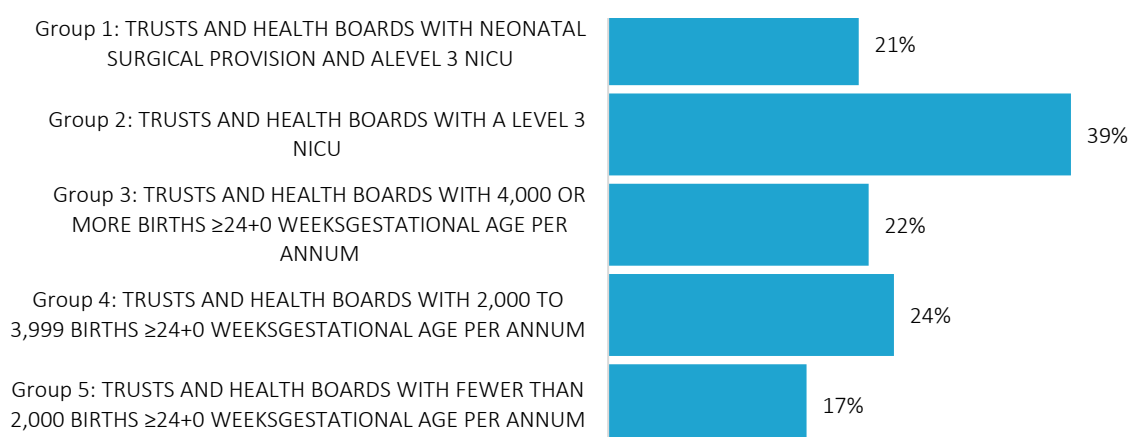 Group 1: TRUSTS AND HEALTH BOARDS WITH NEONATAL
SURGICAL PROVISION AND ALEVEL 3 NICU
21%
Group 2: TRUSTS AND HEALTH BOARDS WITH A LEVEL 3
NICU
39%
Group 3: TRUSTS AND HEALTH BOARDS WITH 4,000 OR
MORE BIRTHS ≥24+0 WEEKSGESTATIONAL AGE PER
ANNUM
22%
Group 4: TRUSTS AND HEALTH BOARDS WITH 2,000 TO
3,999 BIRTHS ≥24+0 WEEKSGESTATIONAL AGE PER ANNUM
24%
Group 5: TRUSTS AND HEALTH BOARDS WITH FEWER THAN
2,000 BIRTHS ≥24+0 WEEKSGESTATIONAL AGE PER ANNUM
17%